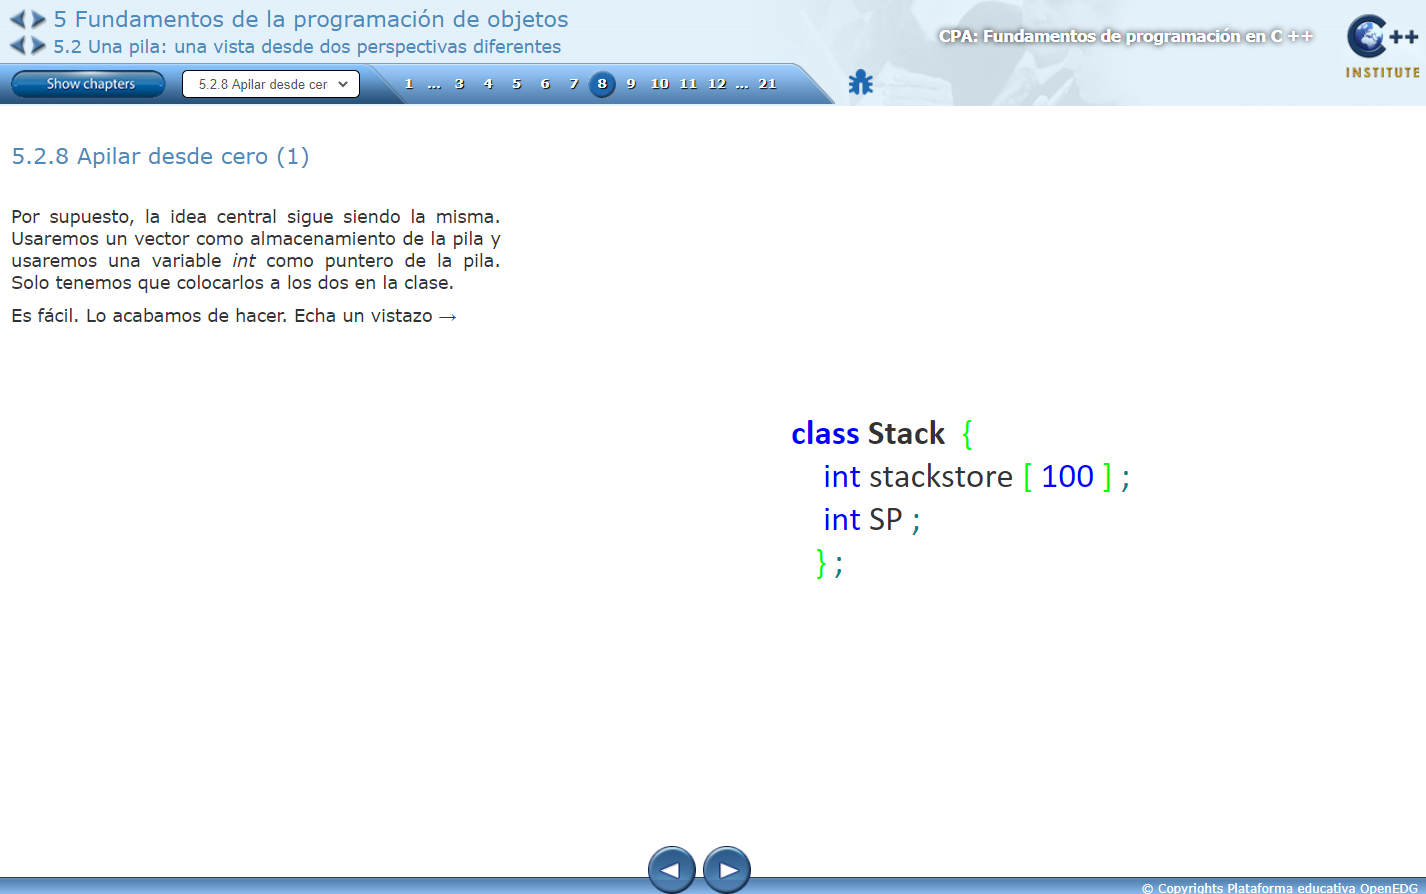 5 Fundamentos de la programación de objetos
5.2 Una pila: una vista desde dos perspectivas diferentes
CPA: Fundamentos de programación en C ++
C++
INSTITUTE
Show chapters
5.2.8 Apilar desde cer
1 ... 3 4 5 6 7 8 9 10 11 12 ... 21
5.2.8 Apilar desde cero (1)
Por supuesto, la idea central sigue siendo la misma.
Usaremos un vector como almacenamiento de la pila y
usaremos una variable int como puntero de la pila.
Solo tenemos que colocarlos a los dos en la clase.
Es fácil. Lo acabamos de hacer. Echa un vistazo →
class Stack {
int stackstore [ 100 ] ;
int SP ;
} ;
© Copyrights Plataforma educativa OpenEDG